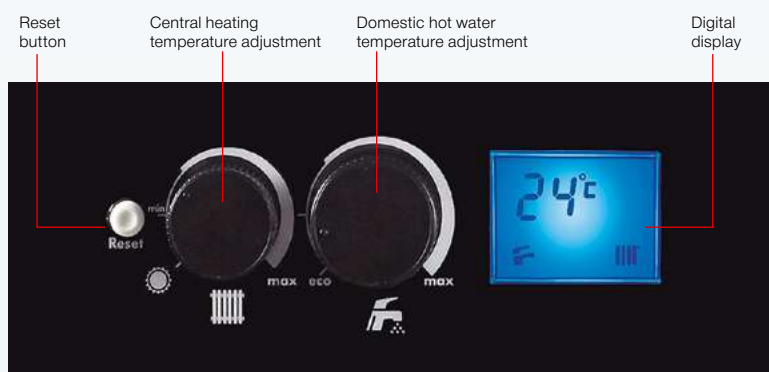 Reset
button
Central heating
temperature adjustment
Domestic hot water
temperature adjustment
Digital
display
min
Reset
max
eco
max
24°c